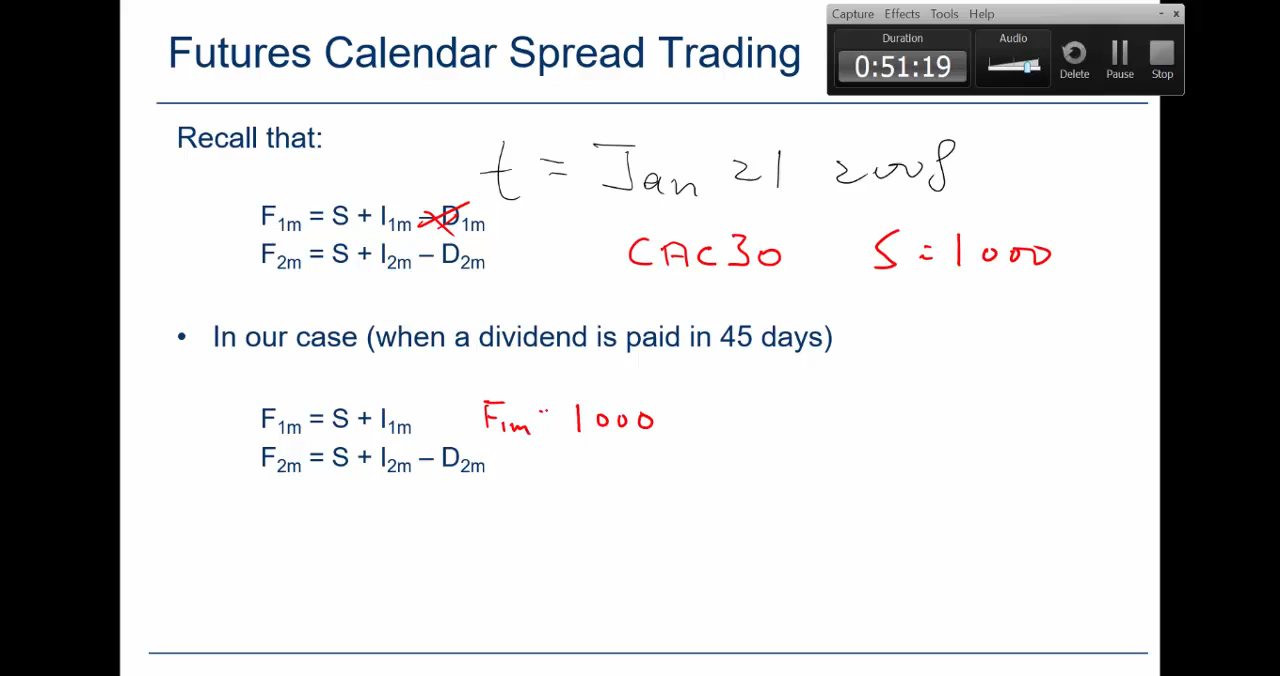 Capture Effects Tools Help
Duration
Audio
0:51:19
Delete Pause Stop
Futures Calendar Spread Trading
Recall that:
t = Jan 21 2008
F1m = S + I1m – D1m
F2m = S + I2m – D2m
CAC30 S = 1000
• In our case (when a dividend is paid in 45 days)
F1m = S + I1m F1m = 1000
F2m = S + I2m – D2m